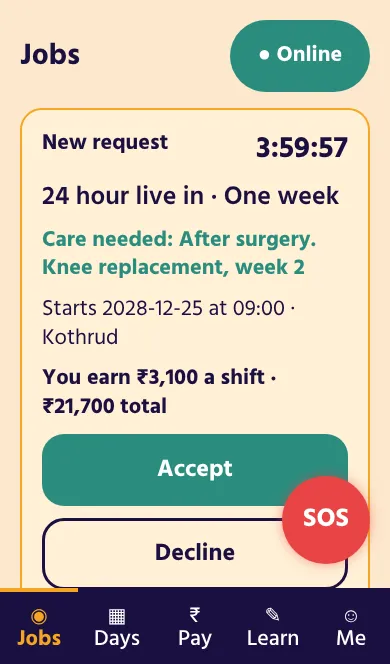 Jobs
● Online
New request
3:59:57
24 hour live in · One week
Care needed: After surgery.
Knee replacement, week 2
Starts 2028-12-25 at 09:00 ·
Kothrud
You earn ₹3,100 a shift ·
₹21,700 total
Accept
SOS
Decline
◉ ▦ ₹ ✎ ☺
Jobs Days Pay Learn Me